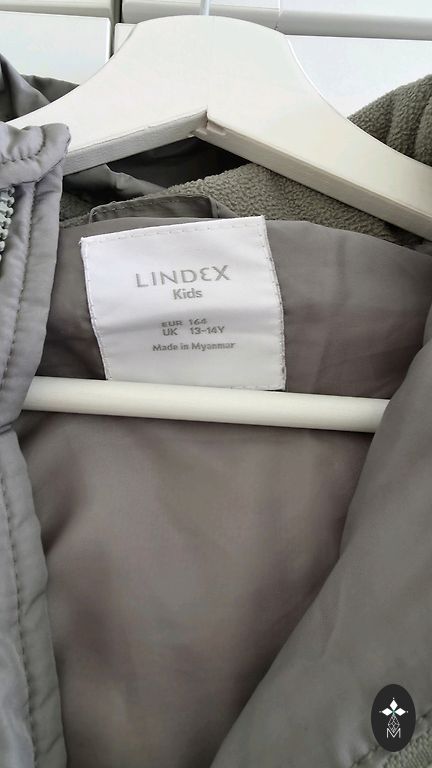 LINDEX
Kids
EUR 164
UK 13-14Y
Made in Myanmar
M